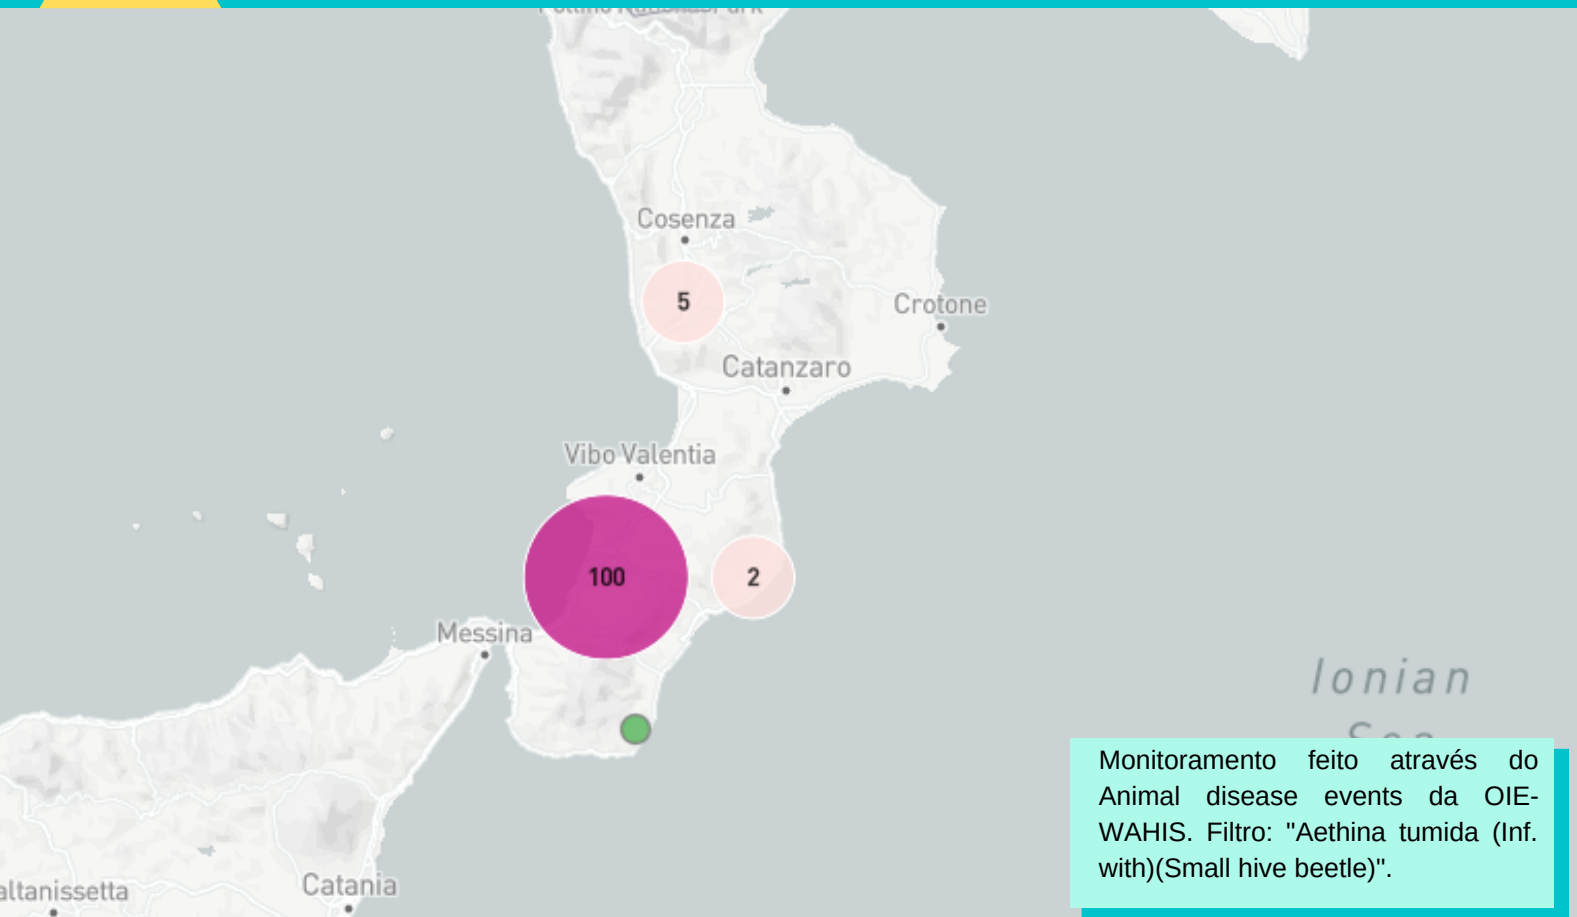 Cosenza
5
Crotone
Catanzaro
Vibo Valentia
100
2
Messina
Ionian
Monitoramento feito através do
Animal disease events da OIE-
WAHIS. Filtro: "Aethina tumida (Inf.
with)(Small hive beetle)".
altanissetta
Catania